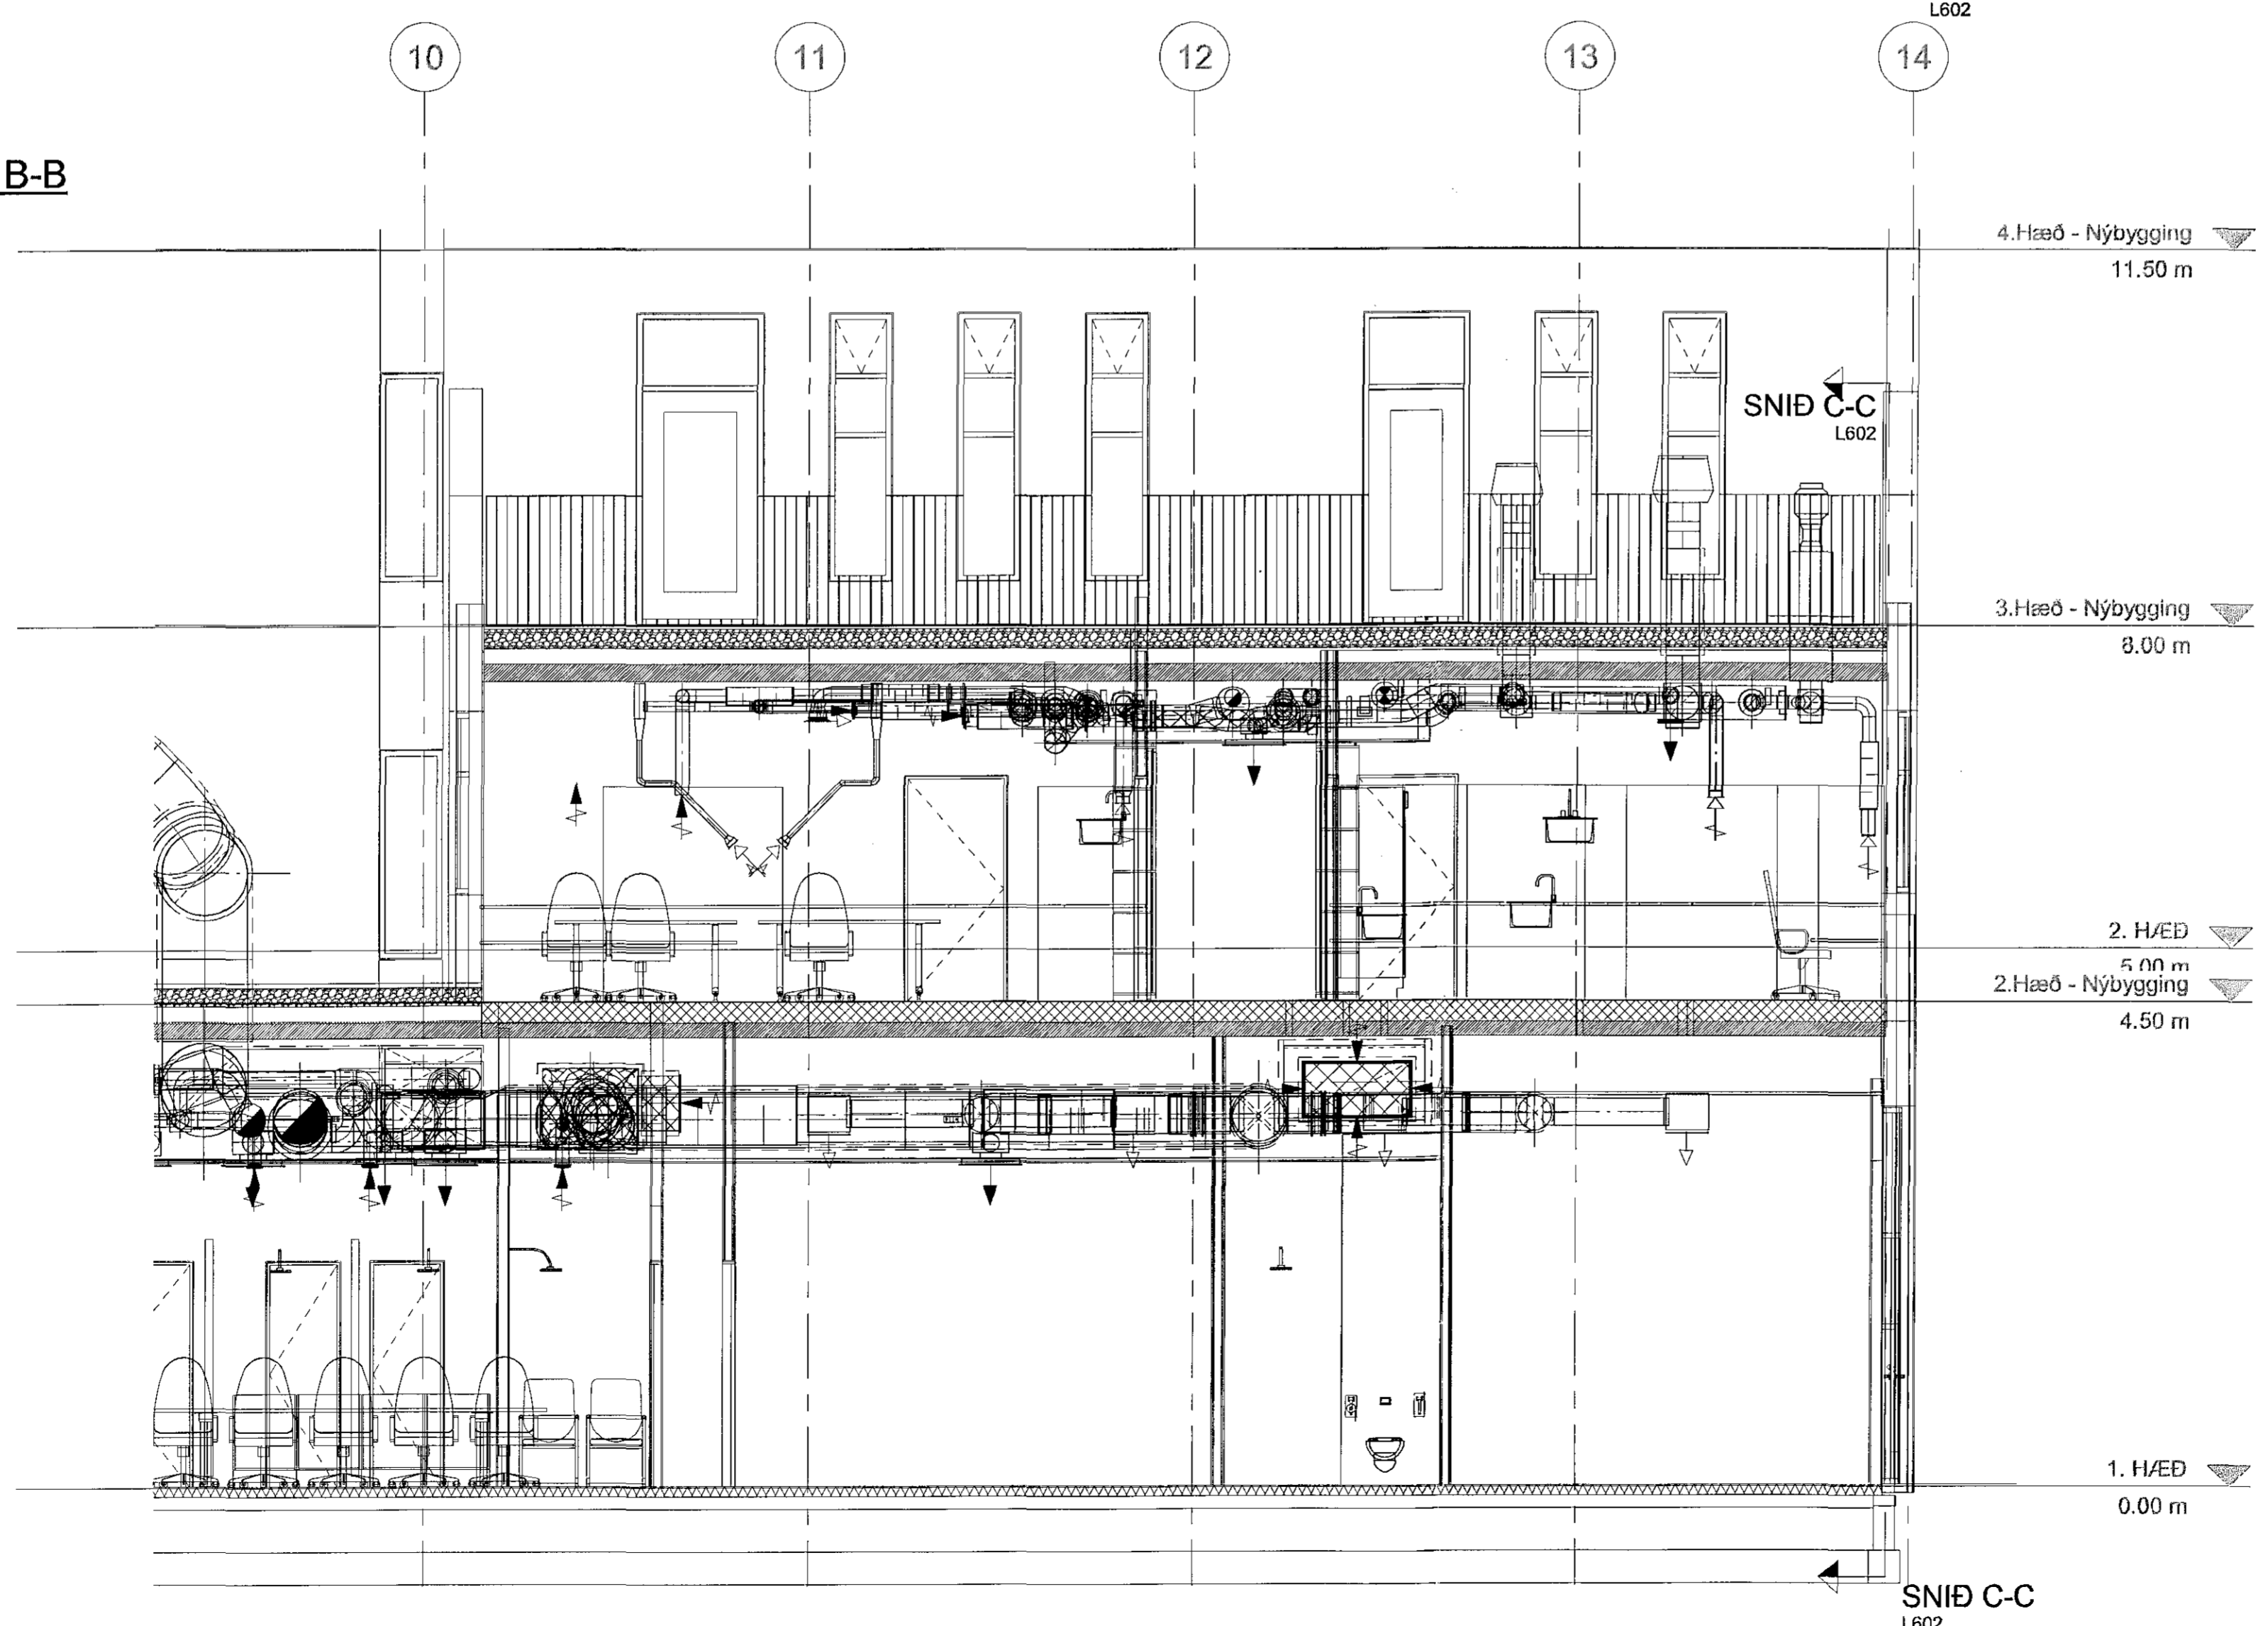 L602
10
11
12
13
14
B-B
4.Hæð - Nýbygging
11.50 m
SNIÐ C-C
L602
3.Hæð - Nýbygging
8.00 m
2. HÆÐ
5.00 m
2.Hæð - Nýbygging
4.50 m
1. HÆÐ
0.00 m
SNIÐ C-C
L602